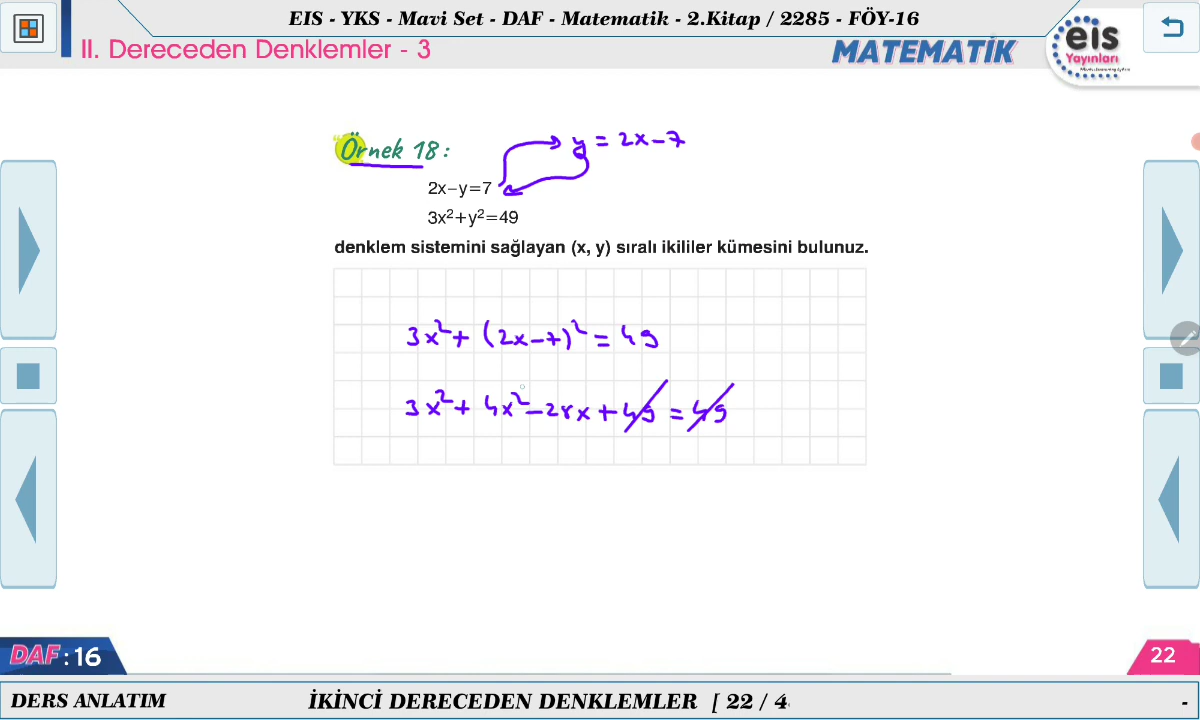 EIS - YKS - Mavi Set - DAF - Matematik - 2.Kitap / 2285 - FÖY-16
II. Dereceden Denklemler - 3
MATEMATİK
eis
Yayınları
Örnek 18:
y = 2x-7
2x-y=7
3x²+y²=49
denklem sistemini sağlayan (x, y) sıralı ikililer kümesini bulunuz.
3x² + (2x-7)² = 49
3x² + 4x² - 28x + 49 = 49
DAF : 16
22
DERS ANLATIM
İKİNCİ DERECEDEN DENKLEMLER [ 22 / 4
-